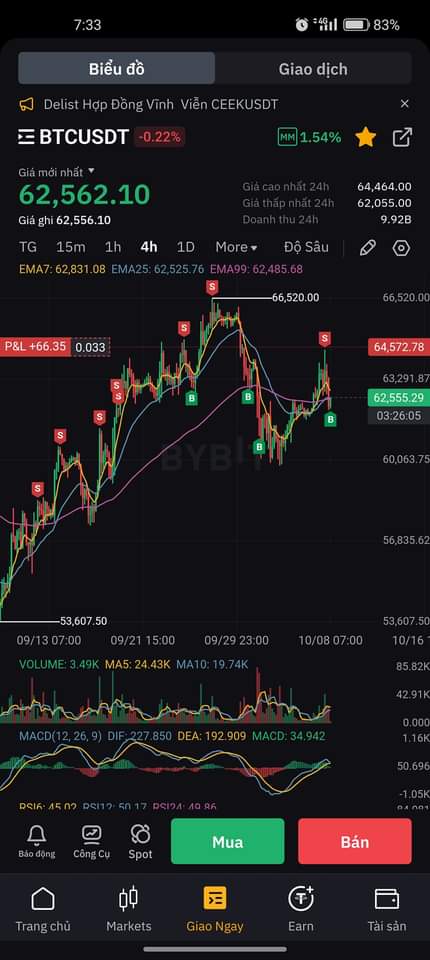 7:33 4G 83%
Biểu đồ Giao dịch
Delist Hợp Đồng Vĩnh Viễn CEEKUSDT
BTCUSDT -0.22% MM 1.54%
Giá mới nhất
62,562.10
Giá ghi 62,556.10
Giá cao nhất 24h 64,464.00
Giá thấp nhất 24h 62,055.00
Doanh thu 24h 9.92B
TG 15m 1h 4h 1D More Độ Sâu
EMA7: 62,831.08 EMA25: 62,525.76 EMA99: 62,485.68
S
66,520.00 66,520.00
S
S
P&L +66.35 0.033 64,572.78
63,291.87
S
S
B B 62,555.29
03:26:05
S
B
S
B
BYBIT 60,063.75
S
56,835.62
53,607.50 53,607.50
09/13 07:00 09/21 15:00 09/29 23:00 10/08 07:00 10/16 1
VOLUME: 3.49K MA5: 24.43K MA10: 19.74K 85.82K
42.91K
0.000
MACD(12, 26, 9) DIF: 227.850 DEA: 192.909 MACD: 34.942 1.16K
50.696
-1.05K
RSI6: 45.02 RSI12: 50.17 RSI24: 49.86 84.081
Báo động Công Cụ Spot Mua Bán
Trang chủ Markets Giao Ngay Earn Tài sản